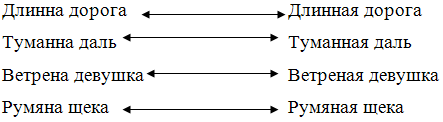 Длинна дорога Длинная дорога
Туманна даль Туманная даль
Ветрена девушка Ветреная девушка
Румяна щека Румяная щека